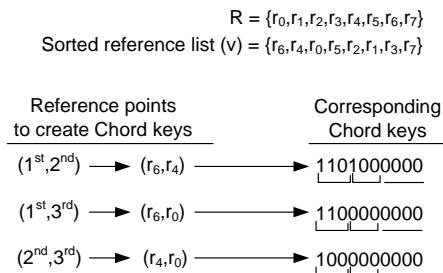 R = {r₀,r₁,r₂,r₃,r₄,r₅,r₆,r₇}
Sorted reference list (v) = {r₆,r₄,r₀,r₅,r₂,r₁,r₃,r₇}
Reference points to create Chord keys
Corresponding Chord keys
(1ˢᵗ,2ⁿᵈ) → (r₆,r₄) → 1101000000
(1ˢᵗ,3ʳᵈ) → (r₆,r₀) → 1100000000
(2ⁿᵈ,3ʳᵈ) → (r₄,r₀) → 1000000000